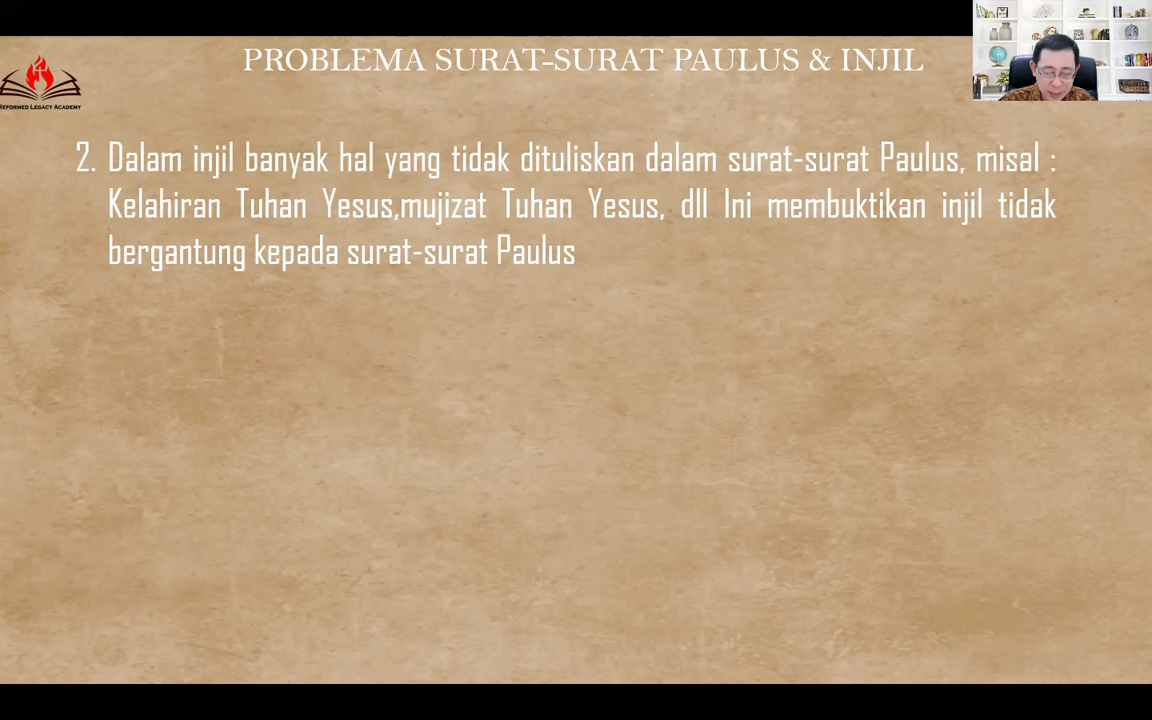 PROBLEMA SURAT-SURAT PAULUS & INJIL
REFORMED LEGACY ACADEMY
2. Dalam injil banyak hal yang tidak dituliskan dalam surat-surat Paulus, misal :
Kelahiran Tuhan Yesus,mujizat Tuhan Yesus, dll Ini membuktikan injil tidak
bergantung kepada surat-surat Paulus